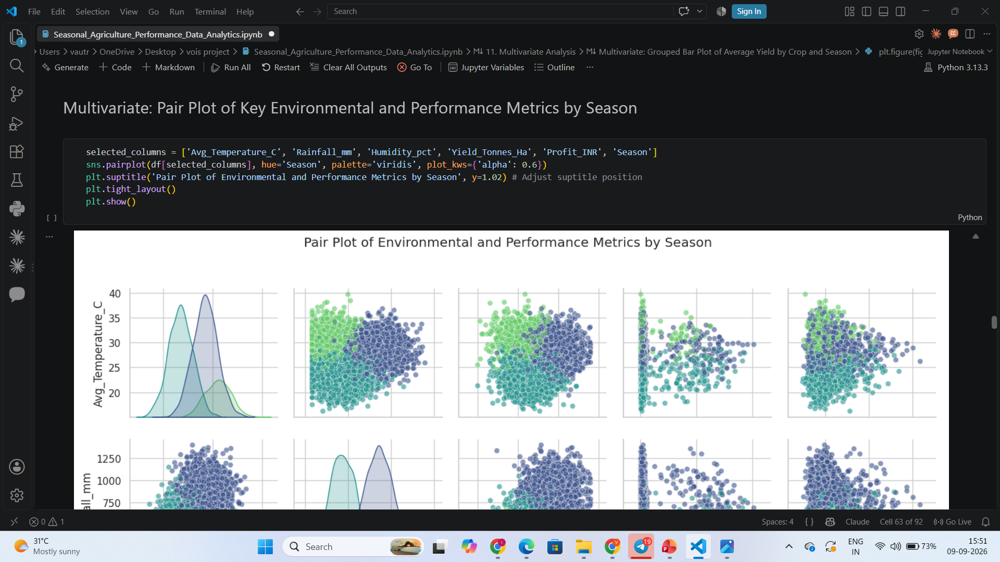 File Edit Selection View Go Run Terminal Help
Search
Sign In
Seasonal_Agriculture_Performance_Data_Analytics.ipynb
Users > vautr > OneDrive > Desktop > vois project > Seasonal_Agriculture_Performance_Data_Analytics.ipynb > M↓ 11. Multivariate Analysis > M↓ Multivariate: Grouped Bar Plot of Average Yield by Crop and Season > plt.figure(fig
Jupyter Notebook
Generate + Code + Markdown Run All Restart Clear All Outputs Go To Jupyter Variables Outline ...
Python 3.13.3
1
Multivariate: Pair Plot of Key Environmental and Performance Metrics by Season
selected_columns = ['Avg_Temperature_C', 'Rainfall_mm', 'Humidity_pct', 'Yield_Tonnes_Ha', 'Profit_INR', 'Season']
sns.pairplot(df[selected_columns], hue='Season', palette='viridis', plot_kws={'alpha': 0.6})
plt.suptitle('Pair Plot of Environmental and Performance Metrics by Season', y=1.02) # Adjust suptitle position
plt.tight_layout()
plt.show()
[ ]
Python
Pair Plot of Environmental and Performance Metrics by Season
Avg_Temperature_C
40
35
30
25
20
all_mm
1250
1000
750
0 1
Spaces: 4 { } Claude Cell 63 of 92 Go Live
31°C
Mostly sunny
Search
19
ENG
IN
73%
15:51
09-09-2026